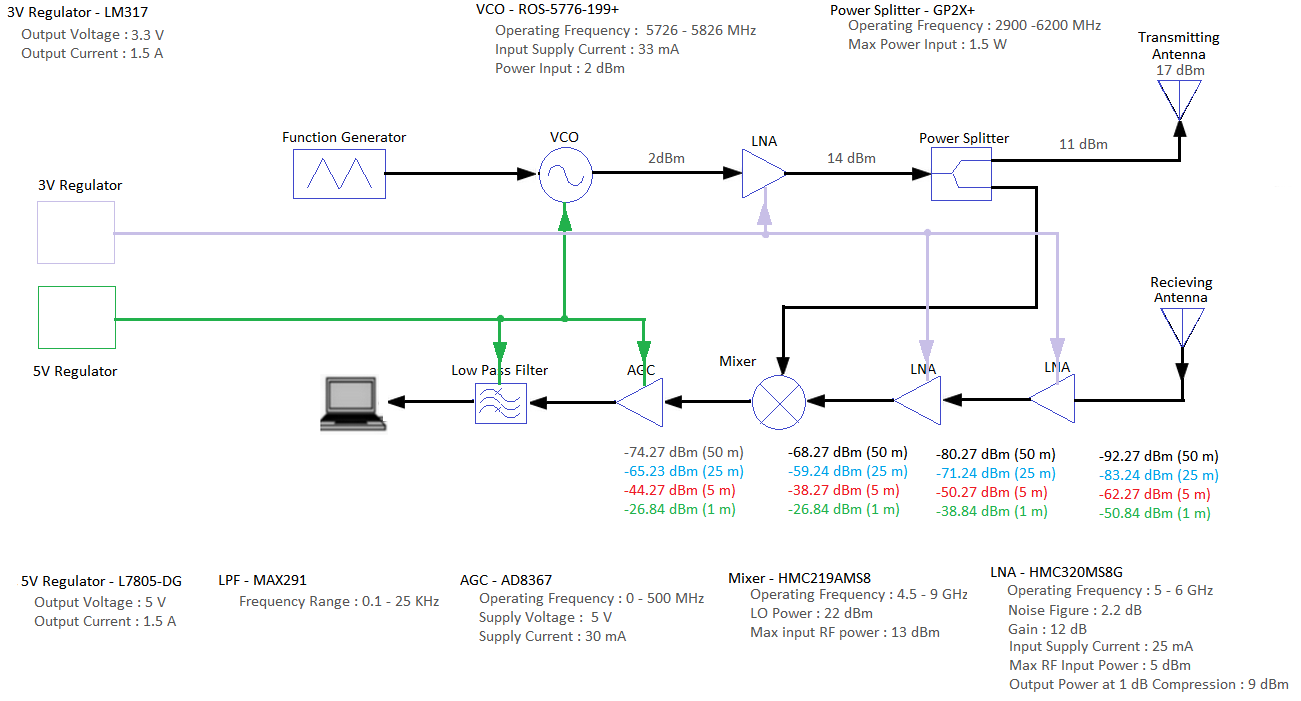 3V Regulator - LM317
Output Voltage : 3.3 V
Output Current : 1.5 A
VCO - ROS-5776-199+
Operating Frequency : 5726 - 5826 MHz
Input Supply Current : 33 mA
Power Input : 2 dBm
Power Splitter - GP2X+
Operating Frequency : 2900 -6200 MHz
Max Power Input : 1.5 W
Transmitting
Antenna
17 dBm
Function Generator
VCO
2dBm
LNA
14 dBm
Power Splitter
11 dBm
3V Regulator
5V Regulator
Recieving
Antenna
Low Pass Filter
AGC
Mixer
LNA
LNA
-74.27 dBm (50 m)
-65.23 dBm (25 m)
-44.27 dBm (5 m)
-26.84 dBm (1 m)
-68.27 dBm (50 m)
-59.24 dBm (25 m)
-38.27 dBm (5 m)
-26.84 dBm (1 m)
-80.27 dBm (50 m)
-71.24 dBm (25 m)
-50.27 dBm (5 m)
-38.84 dBm (1 m)
-92.27 dBm (50 m)
-83.24 dBm (25 m)
-62.27 dBm (5 m)
-50.84 dBm (1 m)
5V Regulator - L7805-DG
Output Voltage : 5 V
Output Current : 1.5 A
LPF - MAX291
Frequency Range : 0.1 - 25 KHz
AGC - AD8367
Operating Frequency : 0 - 500 MHz
Supply Voltage : 5 V
Supply Current : 30 mA
Mixer - HMC219AMS8
Operating Frequency : 4.5 - 9 GHz
LO Power : 22 dBm
Max input RF power : 13 dBm
LNA - HMC320MS8G
Operating Frequency : 5 - 6 GHz
Noise Figure : 2.2 dB
Gain : 12 dB
Input Supply Current : 25 mA
Max RF Input Power : 5 dBm
Output Power at 1 dB Compression : 9 dBm